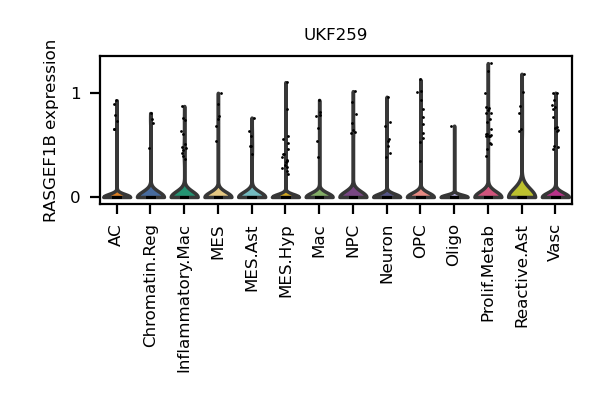 UKF259
RASGEF1B expression
1
0
AC
Chromatin.Reg
Inflammatory.Mac
MES
MES.Ast
MES.Hyp
Mac
NPC
Neuron
OPC
Oligo
Prolif.Metab
Reactive.Ast
Vasc